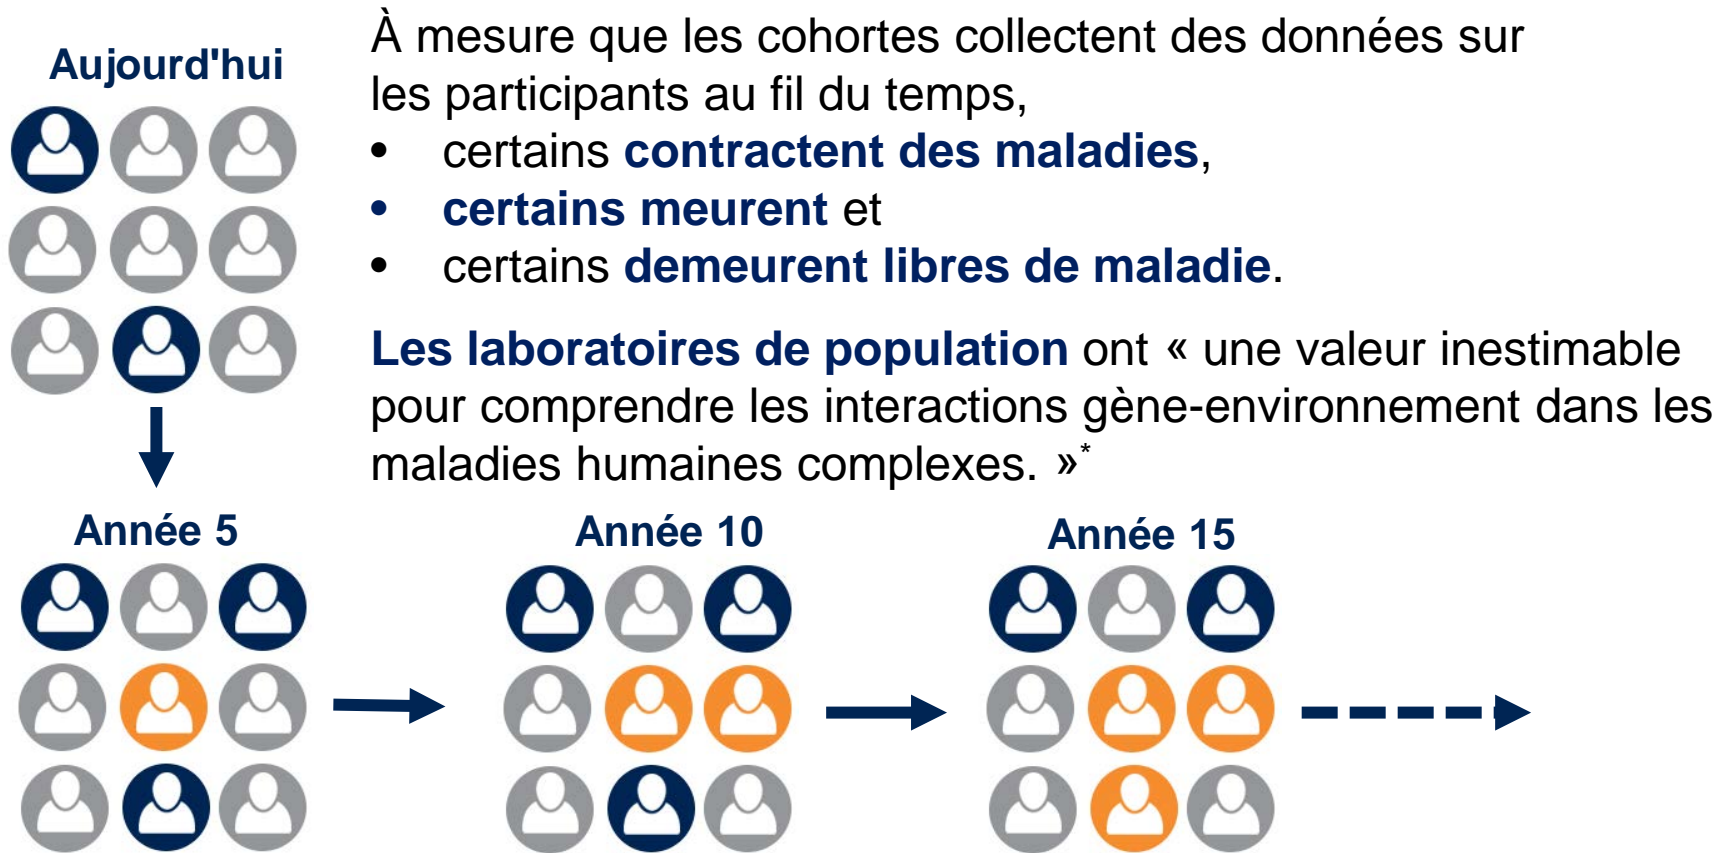 Aujourd'hui
À mesure que les cohortes collectent des données sur
les participants au fil du temps,
• certains contractent des maladies,
• certains meurent et
• certains demeurent libres de maladie.
Les laboratoires de population ont « une valeur inestimable
pour comprendre les interactions gène-environnement dans les
maladies humaines complexes. »*
Année 5
Année 10
Année 15